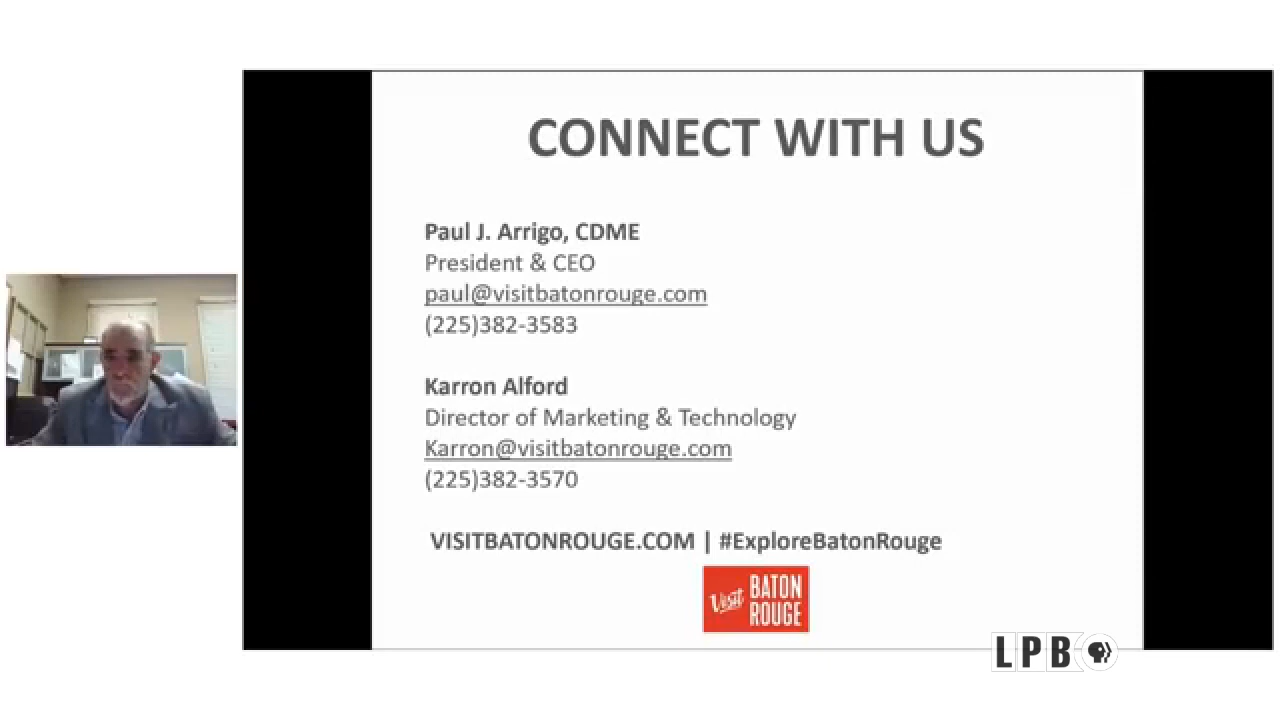 CONNECT WITH US
Paul J. Arrigo, CDME
President & CEO
paul@visitbatonrouge.com
(225)382-3583
Karron Alford
Director of Marketing & Technology
Karron@visitbatonrouge.com
(225)382-3570
VISITBATONROUGE.COM | #ExploreBatonRouge
Visit BATON
ROUGE
LPB